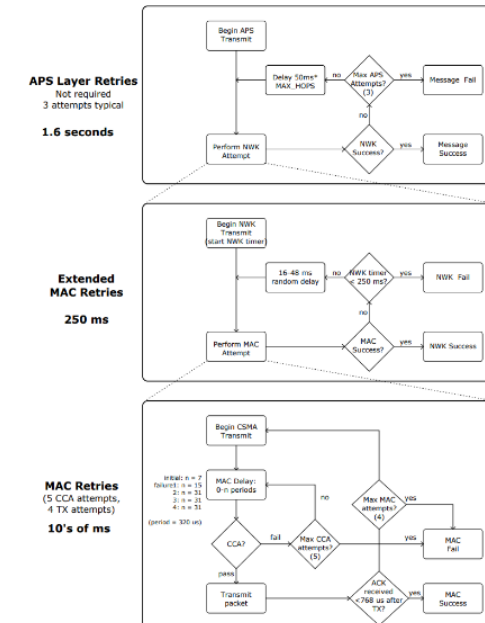 APS Layer Retries
Not required
3 attempts typical
1.6 seconds
Begin APS
Transmit
Delay 50ms*
MAX_HOPS
no
Max APS
Attempts?
(3)
yes
Message Fail
no
Perform NWK
Attempt
NWK
Success?
yes
Message
Success
Extended
MAC Retries
250 ms
Begin NWK
Transmit
(start NWK timer)
16-48 ms
random delay
no
NWK timer
< 250 ms?
yes
NWK Fail
no
Perform MAC
Attempt
MAC
Success?
yes
NWK Success
MAC Retries
(5 CCA attempts,
4 TX attempts)
10's of ms
Begin CSMA
Transmit
initial: n = 7
failure1: n = 15
2: n = 31
3: n = 31
4: n = 31
(period = 320 us)
MAC Delay:
0-n periods
no
Max MAC
attempts?
(4)
yes
CCA?
fail
Max CCA
attempts?
(5)
yes
MAC
Fail
pass
Transmit
packet
ACK
received
<768 us after
TX?
yes
MAC
Success